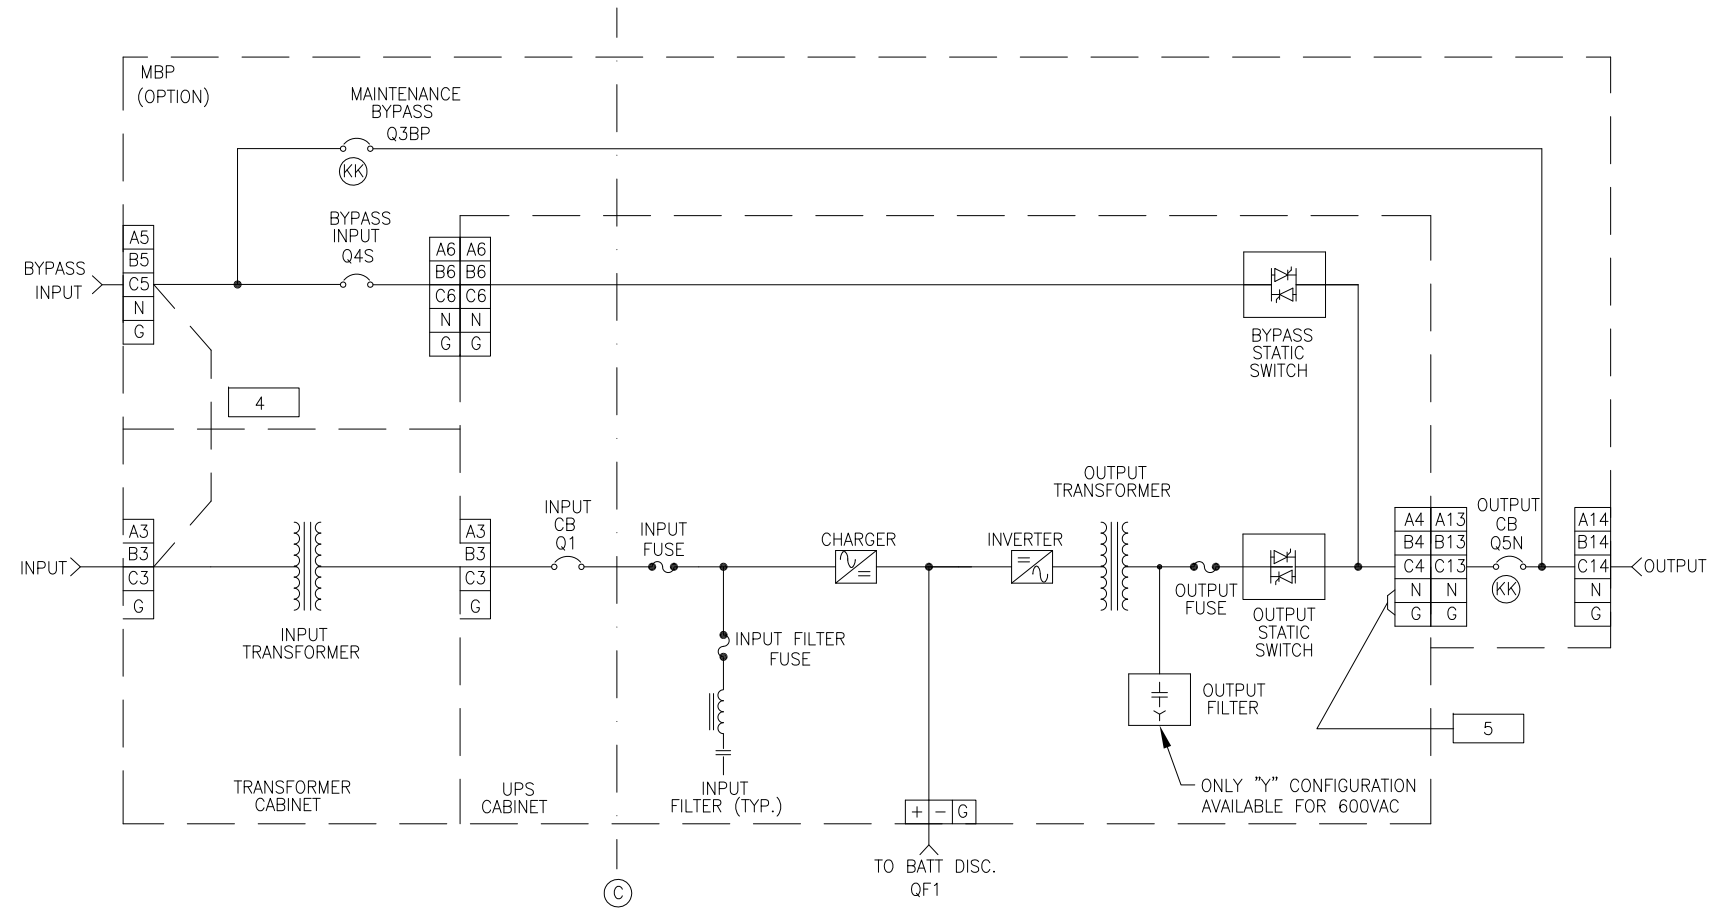 MBP
(OPTION)
MAINTENANCE
BYPASS
Q3BP
KK
BYPASS
INPUT
Q4S
A5
B5
C5
N
G
BYPASS
INPUT
A6 A6
B6 B6
C6 C6
N N
G G
BYPASS
STATIC
SWITCH
4
INPUT
A3
B3
C3
G
INPUT
TRANSFORMER
A3
B3
C3
G
INPUT
CB
Q1
INPUT
FUSE
CHARGER
INVERTER
OUTPUT
TRANSFORMER
OUTPUT
FUSE
OUTPUT
STATIC
SWITCH
A4 A13
B4 B13
C4 C13
N N
G G
OUTPUT
CB
Q5N
KK
A14
B14
C14
N
G
OUTPUT
INPUT FILTER
FUSE
INPUT
FILTER (TYP.)
OUTPUT
FILTER
5
ONLY "Y" CONFIGURATION
AVAILABLE FOR 600VAC
TRANSFORMER
CABINET
UPS
CABINET
+ - G
TO BATT DISC.
QF1
C